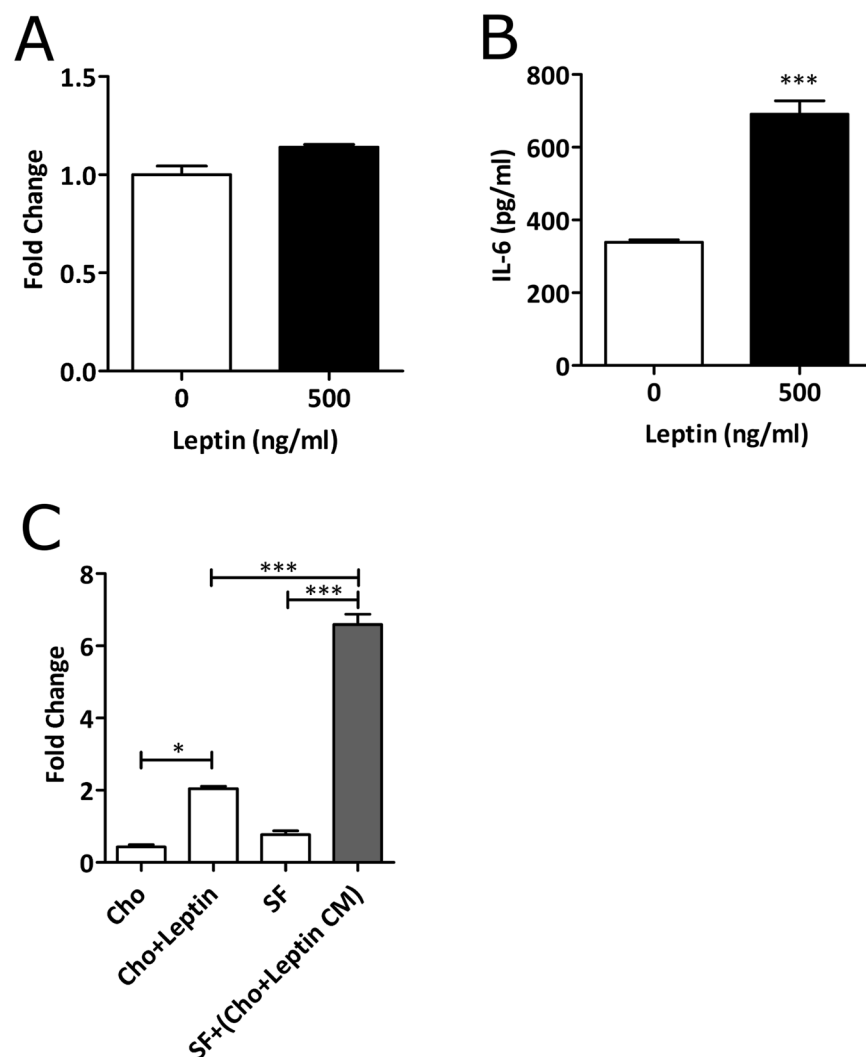 A
1.5
1.0
0.5
0.0
Fold Change
0
500
Leptin (ng/ml)
B
800
600
400
200
0
IL-6 (pg/ml)
***
0
500
Leptin (ng/ml)
C
8
6
4
2
0
Fold Change
***
***
*
Cho
Cho+Leptin
SF
SF+(Cho+Leptin CM)